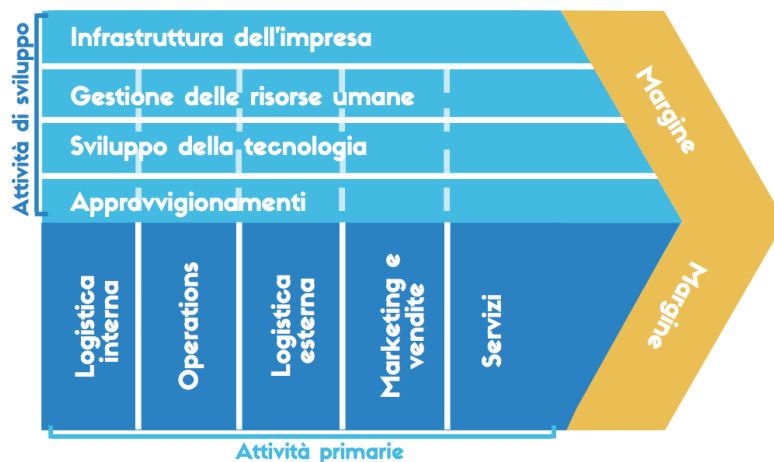 Attività di sviluppo
Infrastruttura dell'impresa
Gestione delle risorse umane
Sviluppo della tecnologia
Approvvigionamenti
Margine
Logistica
interna
Operations
Logistica
esterna
Marketing e
vendite
Servizi
Margine
Attività primarie